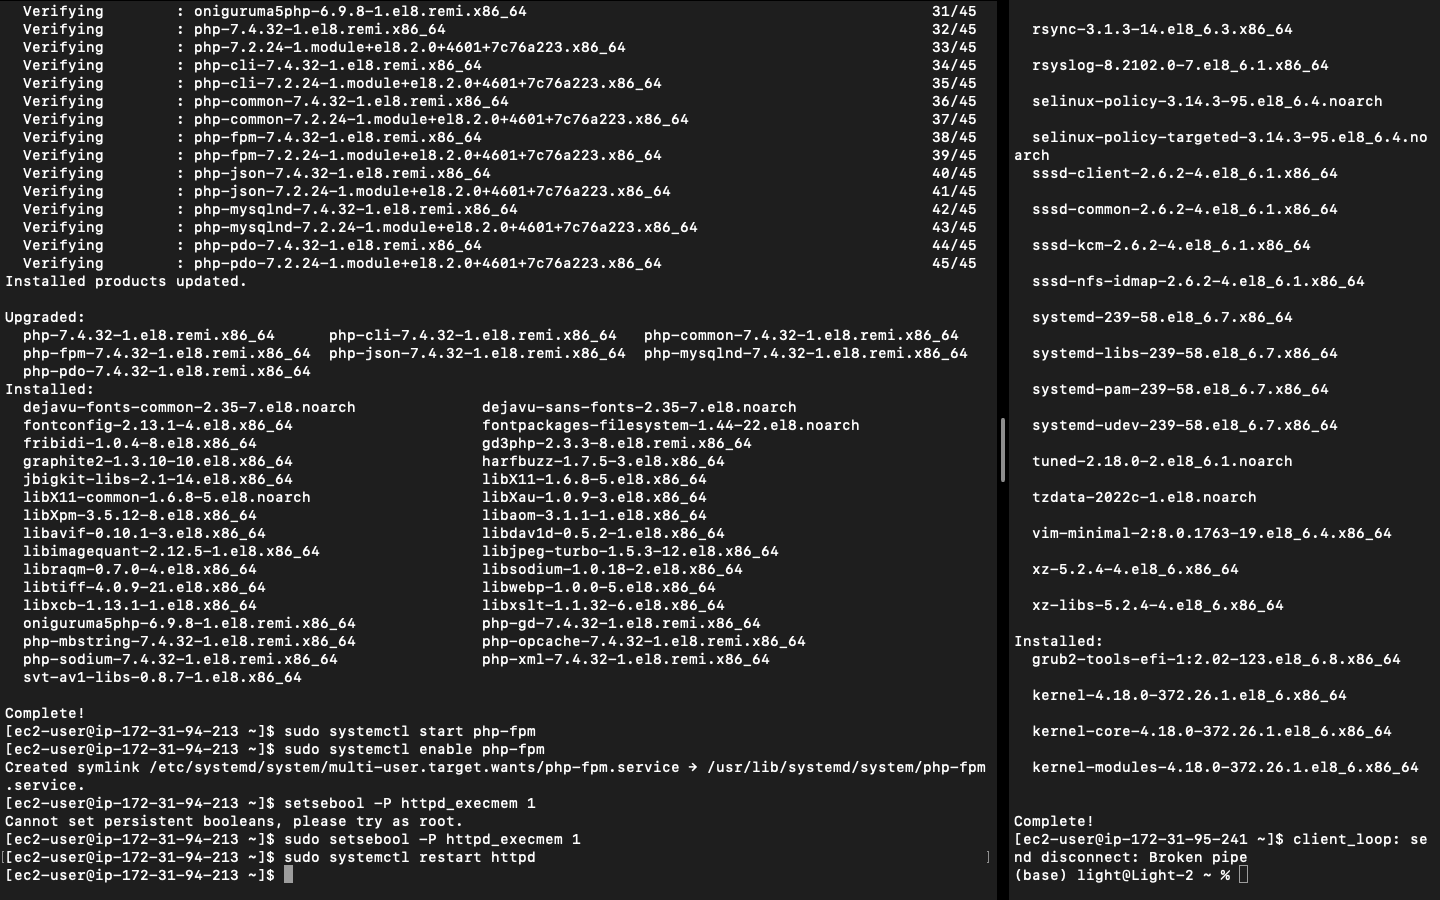 Verifying        : oniguruma5php-6.9.8-1.el8.remi.x86_64                                             31/45
Verifying        : php-7.4.32-1.el8.remi.x86_64                                                      32/45
Verifying        : php-7.2.24-1.module+el8.2.0+4601+7c76a223.x86_64                                  33/45
Verifying        : php-cli-7.4.32-1.el8.remi.x86_64                                                  34/45
Verifying        : php-cli-7.2.24-1.module+el8.2.0+4601+7c76a223.x86_64                              35/45
Verifying        : php-common-7.4.32-1.el8.remi.x86_64                                               36/45
Verifying        : php-common-7.2.24-1.module+el8.2.0+4601+7c76a223.x86_64                           37/45
Verifying        : php-fpm-7.4.32-1.el8.remi.x86_64                                                  38/45
Verifying        : php-fpm-7.2.24-1.module+el8.2.0+4601+7c76a223.x86_64                              39/45
Verifying        : php-json-7.4.32-1.el8.remi.x86_64                                                 40/45
Verifying        : php-json-7.2.24-1.module+el8.2.0+4601+7c76a223.x86_64                             41/45
Verifying        : php-mysqlnd-7.4.32-1.el8.remi.x86_64                                              42/45
Verifying        : php-mysqlnd-7.2.24-1.module+el8.2.0+4601+7c76a223.x86_64                          43/45
Verifying        : php-pdo-7.4.32-1.el8.remi.x86_64                                                  44/45
Verifying        : php-pdo-7.2.24-1.module+el8.2.0+4601+7c76a223.x86_64                              45/45
Installed products updated.
Upgraded:
php-7.4.32-1.el8.remi.x86_64      php-cli-7.4.32-1.el8.remi.x86_64   php-common-7.4.32-1.el8.remi.x86_64
php-fpm-7.4.32-1.el8.remi.x86_64  php-json-7.4.32-1.el8.remi.x86_64  php-mysqlnd-7.4.32-1.el8.remi.x86_64
php-pdo-7.4.32-1.el8.remi.x86_64
Installed:
dejavu-fonts-common-2.35-7.el8.noarch              dejavu-sans-fonts-2.35-7.el8.noarch
fontconfig-2.13.1-4.el8.x86_64                     fontpackages-filesystem-1.44-22.el8.noarch
fribidi-1.0.4-8.el8.x86_64                         gd3php-2.3.3-8.el8.remi.x86_64
graphite2-1.3.10-10.el8.x86_64                     harfbuzz-1.7.5-3.el8.x86_64
jbigkit-libs-2.1-14.el8.x86_64                     libX11-1.6.8-5.el8.x86_64
libX11-common-1.6.8-5.el8.noarch                   libXau-1.0.9-3.el8.x86_64
libXpm-3.5.12-8.el8.x86_64                         libaom-3.1.1-1.el8.x86_64
libavif-0.10.1-3.el8.x86_64                        libdav1d-0.5.2-1.el8.x86_64
libimagequant-2.12.5-1.el8.x86_64                  libjpeg-turbo-1.5.3-12.el8.x86_64
libraqm-0.7.0-4.el8.x86_64                         libsodium-1.0.18-2.el8.x86_64
libtiff-4.0.9-21.el8.x86_64                        libwebp-1.0.0-5.el8.x86_64
libxcb-1.13.1-1.el8.x86_64                         libxslt-1.1.32-6.el8.x86_64
oniguruma5php-6.9.8-1.el8.remi.x86_64              php-gd-7.4.32-1.el8.remi.x86_64
php-mbstring-7.4.32-1.el8.remi.x86_64              php-opcache-7.4.32-1.el8.remi.x86_64
php-sodium-7.4.32-1.el8.remi.x86_64                php-xml-7.4.32-1.el8.remi.x86_64
svt-av1-libs-0.8.7-1.el8.x86_64
Complete!
[ec2-user@ip-172-31-94-213 ~]$ sudo systemctl start php-fpm
[ec2-user@ip-172-31-94-213 ~]$ sudo systemctl enable php-fpm
Created symlink /etc/systemd/system/multi-user.target.wants/php-fpm.service → /usr/lib/systemd/system/php-fpm
.service.
[ec2-user@ip-172-31-94-213 ~]$ setsebool -P httpd_execmem 1
Cannot set persistent booleans, please try as root.
[ec2-user@ip-172-31-94-213 ~]$ sudo setsebool -P httpd_execmem 1
[[ec2-user@ip-172-31-94-213 ~]$ sudo systemctl restart httpd ]
[ec2-user@ip-172-31-94-213 ~]$
rsync-3.1.3-14.el8_6.3.x86_64
rsyslog-8.2102.0-7.el8_6.1.x86_64
selinux-policy-3.14.3-95.el8_6.4.noarch
selinux-policy-targeted-3.14.3-95.el8_6.4.no
arch
sssd-client-2.6.2-4.el8_6.1.x86_64
sssd-common-2.6.2-4.el8_6.1.x86_64
sssd-kcm-2.6.2-4.el8_6.1.x86_64
sssd-nfs-idmap-2.6.2-4.el8_6.1.x86_64
systemd-239-58.el8_6.7.x86_64
systemd-libs-239-58.el8_6.7.x86_64
systemd-pam-239-58.el8_6.7.x86_64
systemd-udev-239-58.el8_6.7.x86_64
tuned-2.18.0-2.el8_6.1.noarch
tzdata-2022c-1.el8.noarch
vim-minimal-2:8.0.1763-19.el8_6.4.x86_64
xz-5.2.4-4.el8_6.x86_64
xz-libs-5.2.4-4.el8_6.x86_64
Installed:
grub2-tools-efi-1:2.02-123.el8_6.8.x86_64
kernel-4.18.0-372.26.1.el8_6.x86_64
kernel-core-4.18.0-372.26.1.el8_6.x86_64
kernel-modules-4.18.0-372.26.1.el8_6.x86_64
Complete!
[ec2-user@ip-172-31-95-241 ~]$ client_loop: se
nd disconnect: Broken pipe
(base) light@Light-2 ~ %